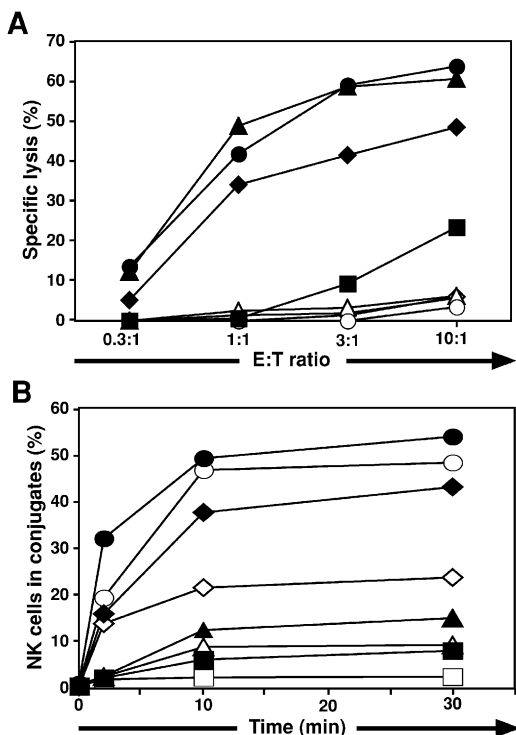 A
Specific lysis (%)
70
60
50
40
30
20
10
0
0.3:1 1:1 3:1 10:1
E:T ratio
B
NK cells in conjugates (%)
60
50
40
30
20
10
0
0 10 20 30
Time (min)